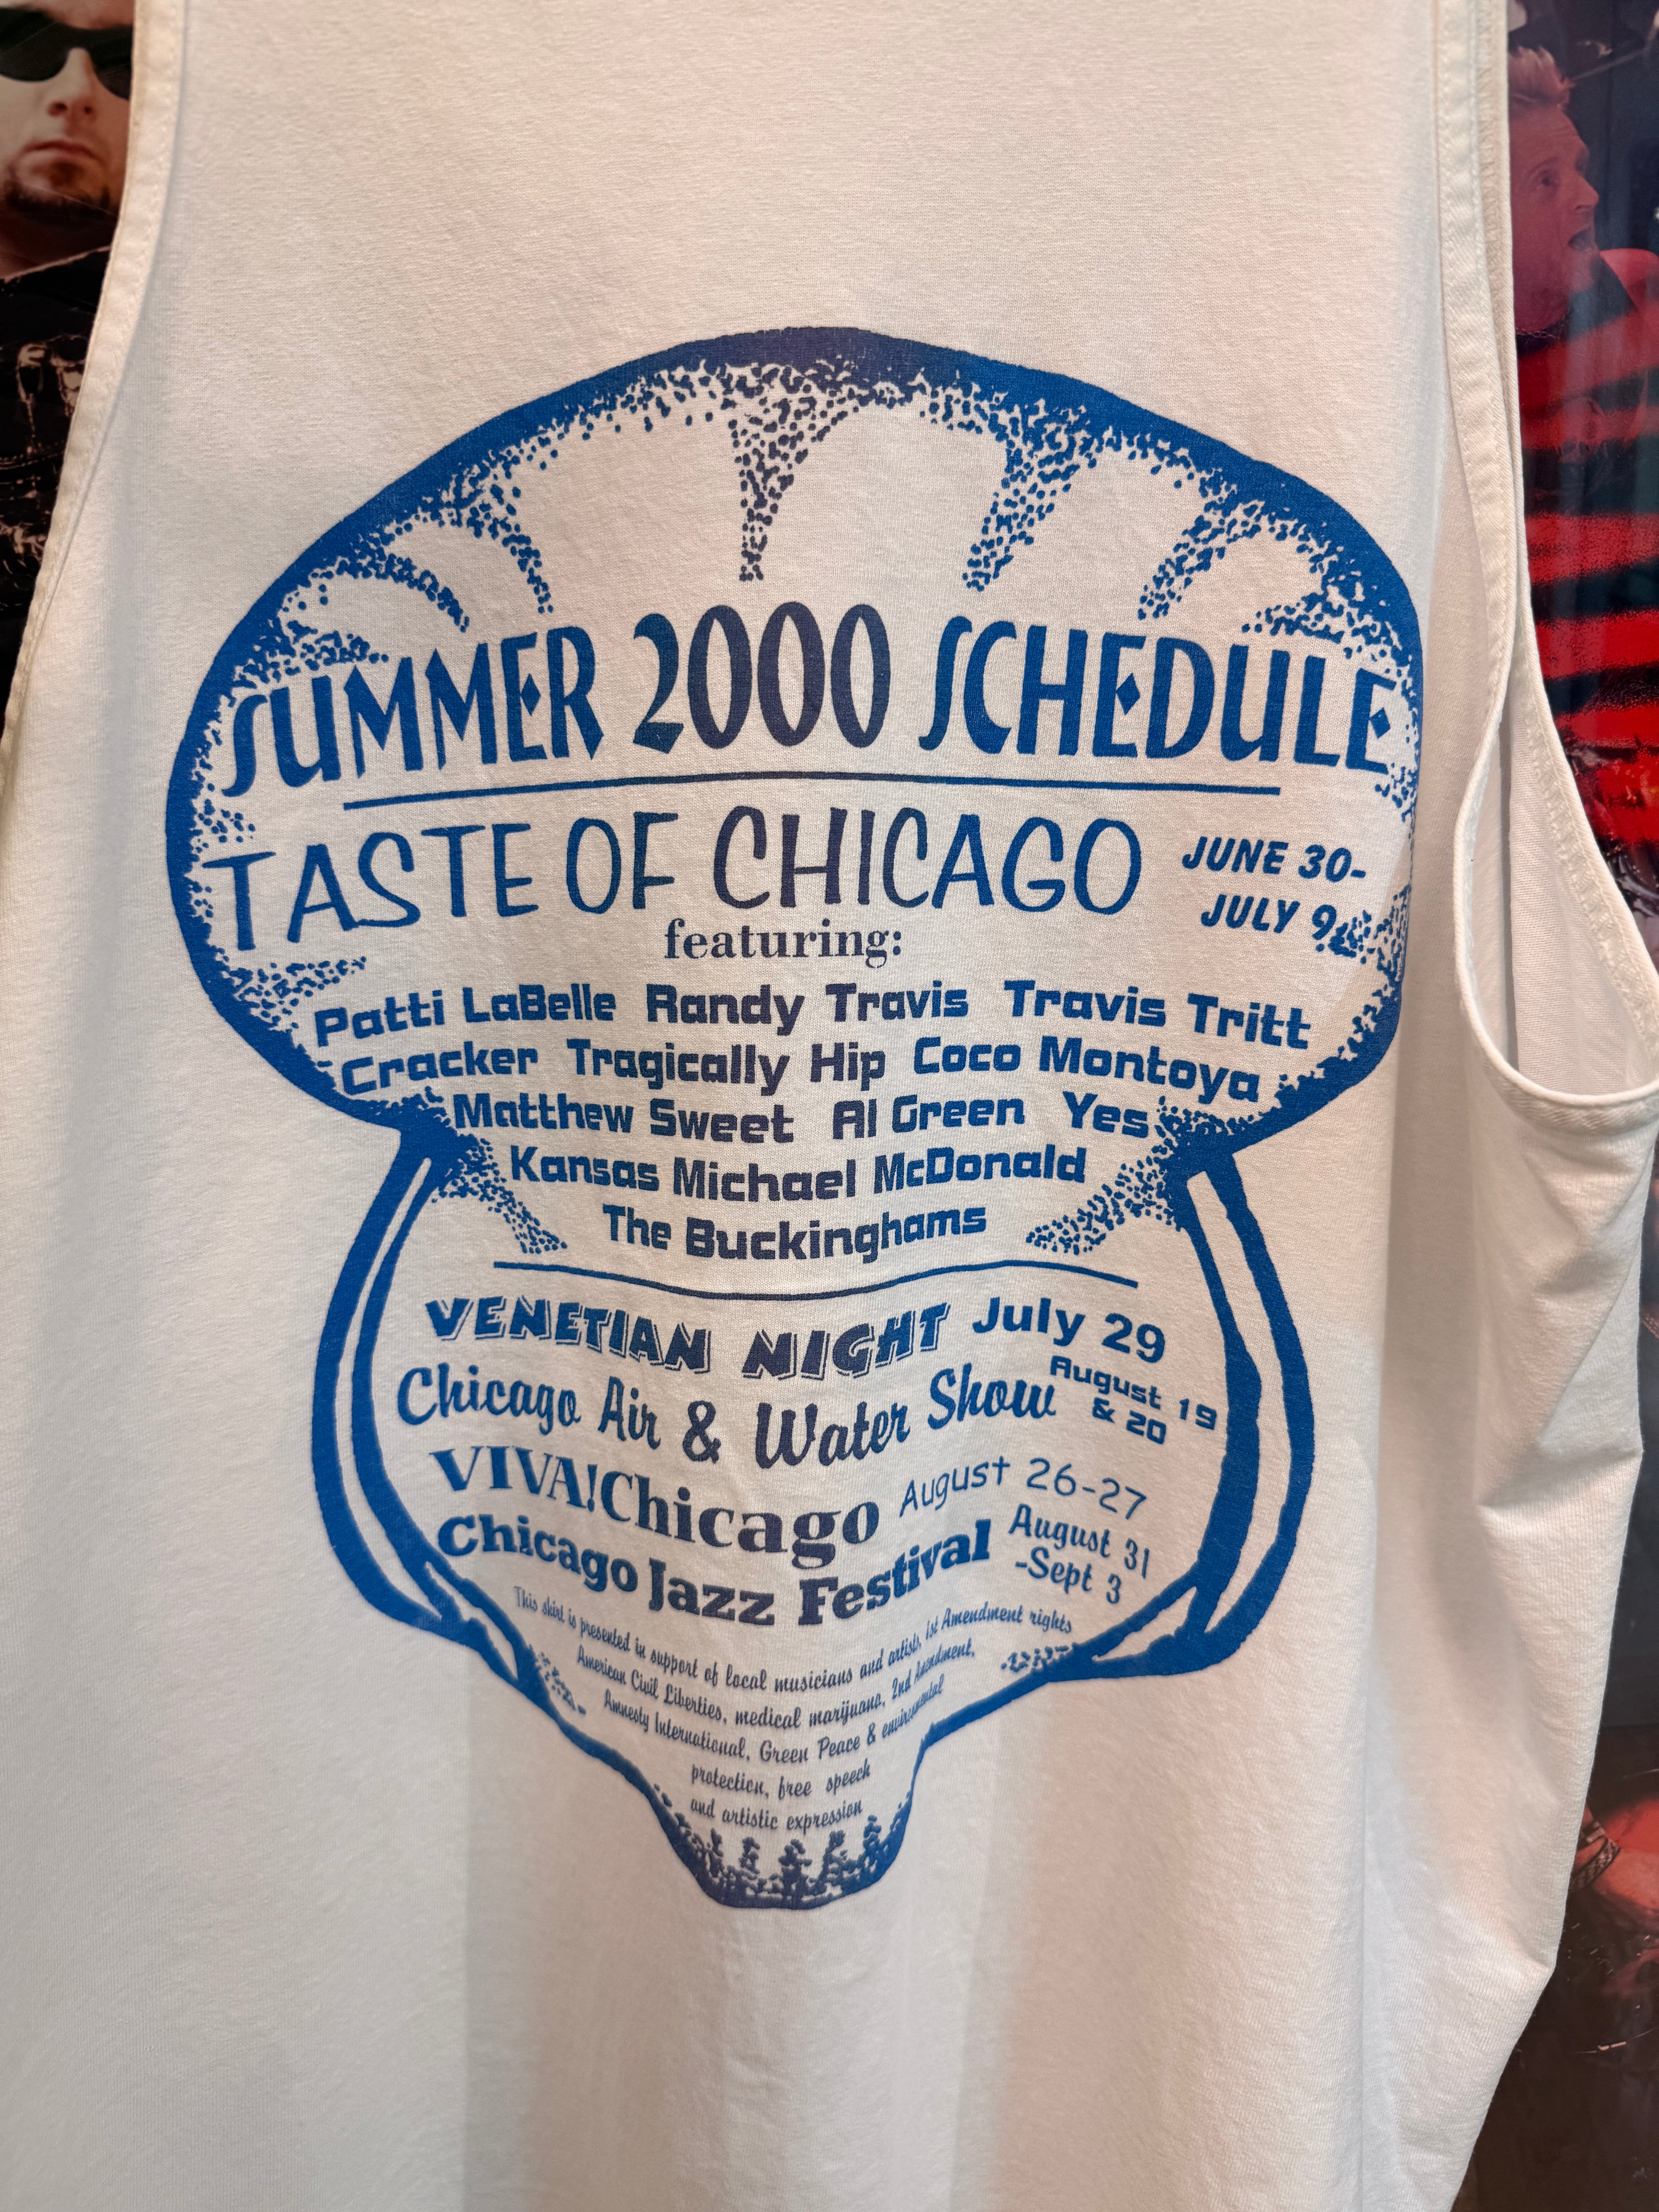 SUMMER 2000 SCHEDULE
TASTE OF CHICAGO JUNE 30-
JULY 9
featuring:
Patti LaBelle Randy Travis Travis Tritt
Cracker Tragically Hip Coco Montoya
Matthew Sweet Al Green Yes
Kansas Michael McDonald
The Buckinghams
VENETIAN NIGHT July 29
Chicago Air & Water Show August 19
& 20
VIVA!Chicago August 26-27
Chicago Jazz Festival August 31
-Sept 3
This shirt is presented in support of local musicians and artists, 1st Amendment rights
American Civil Liberties, medical marijuana, 2nd Amendment,
Amnesty International, Green Peace & enviromental
protection, free speech
and artistic expression